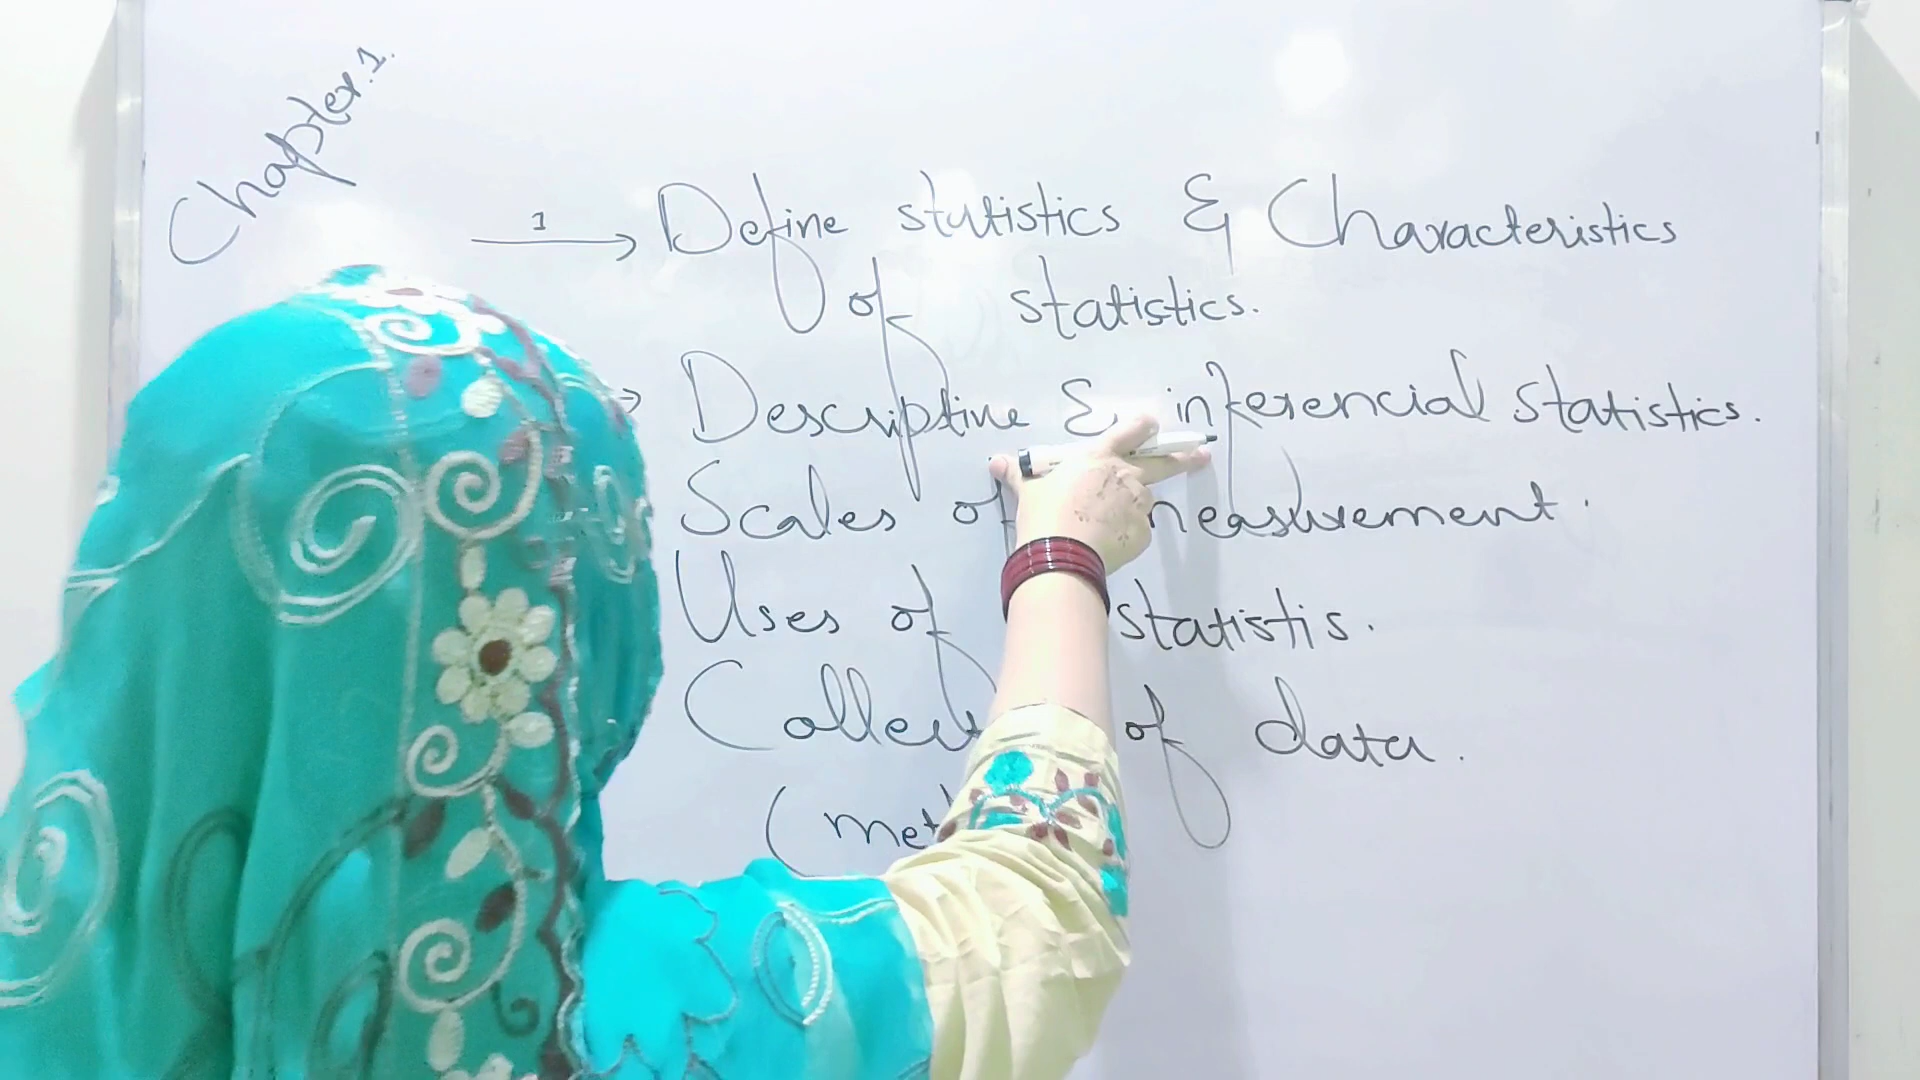 Chapter.1.
1 → Define statistics & Characteristics
of statistics.
→ Descriptive & inferencial statistics.
Scales of measurement.
Uses of statistis.
of data.